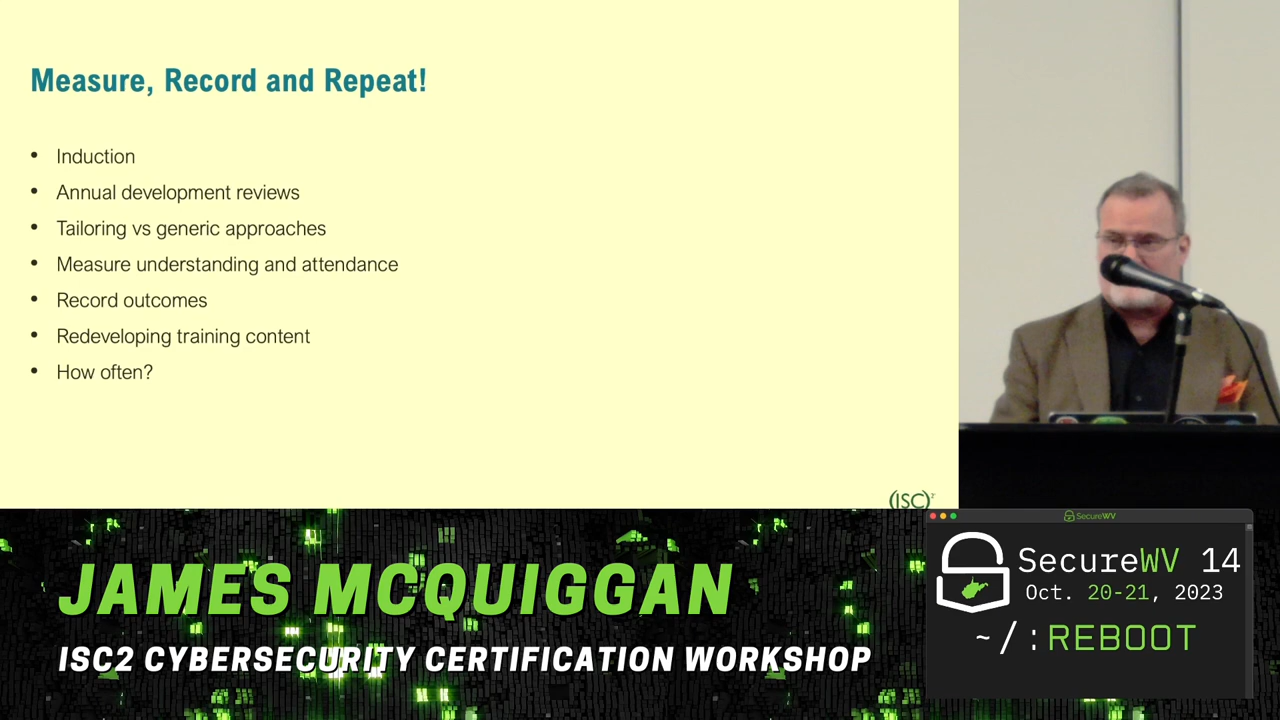 Measure, Record and Repeat!
• Induction
• Annual development reviews
• Tailoring vs generic approaches
• Measure understanding and attendance
• Record outcomes
• Redeveloping training content
• How often?
(ISC)²
JAMES MCQUIGGAN
ISC2 CYBERSECURITY CERTIFICATION WORKSHOP
SecureWV
SecureWV 14
Oct. 20-21, 2023
~/:REBOOT